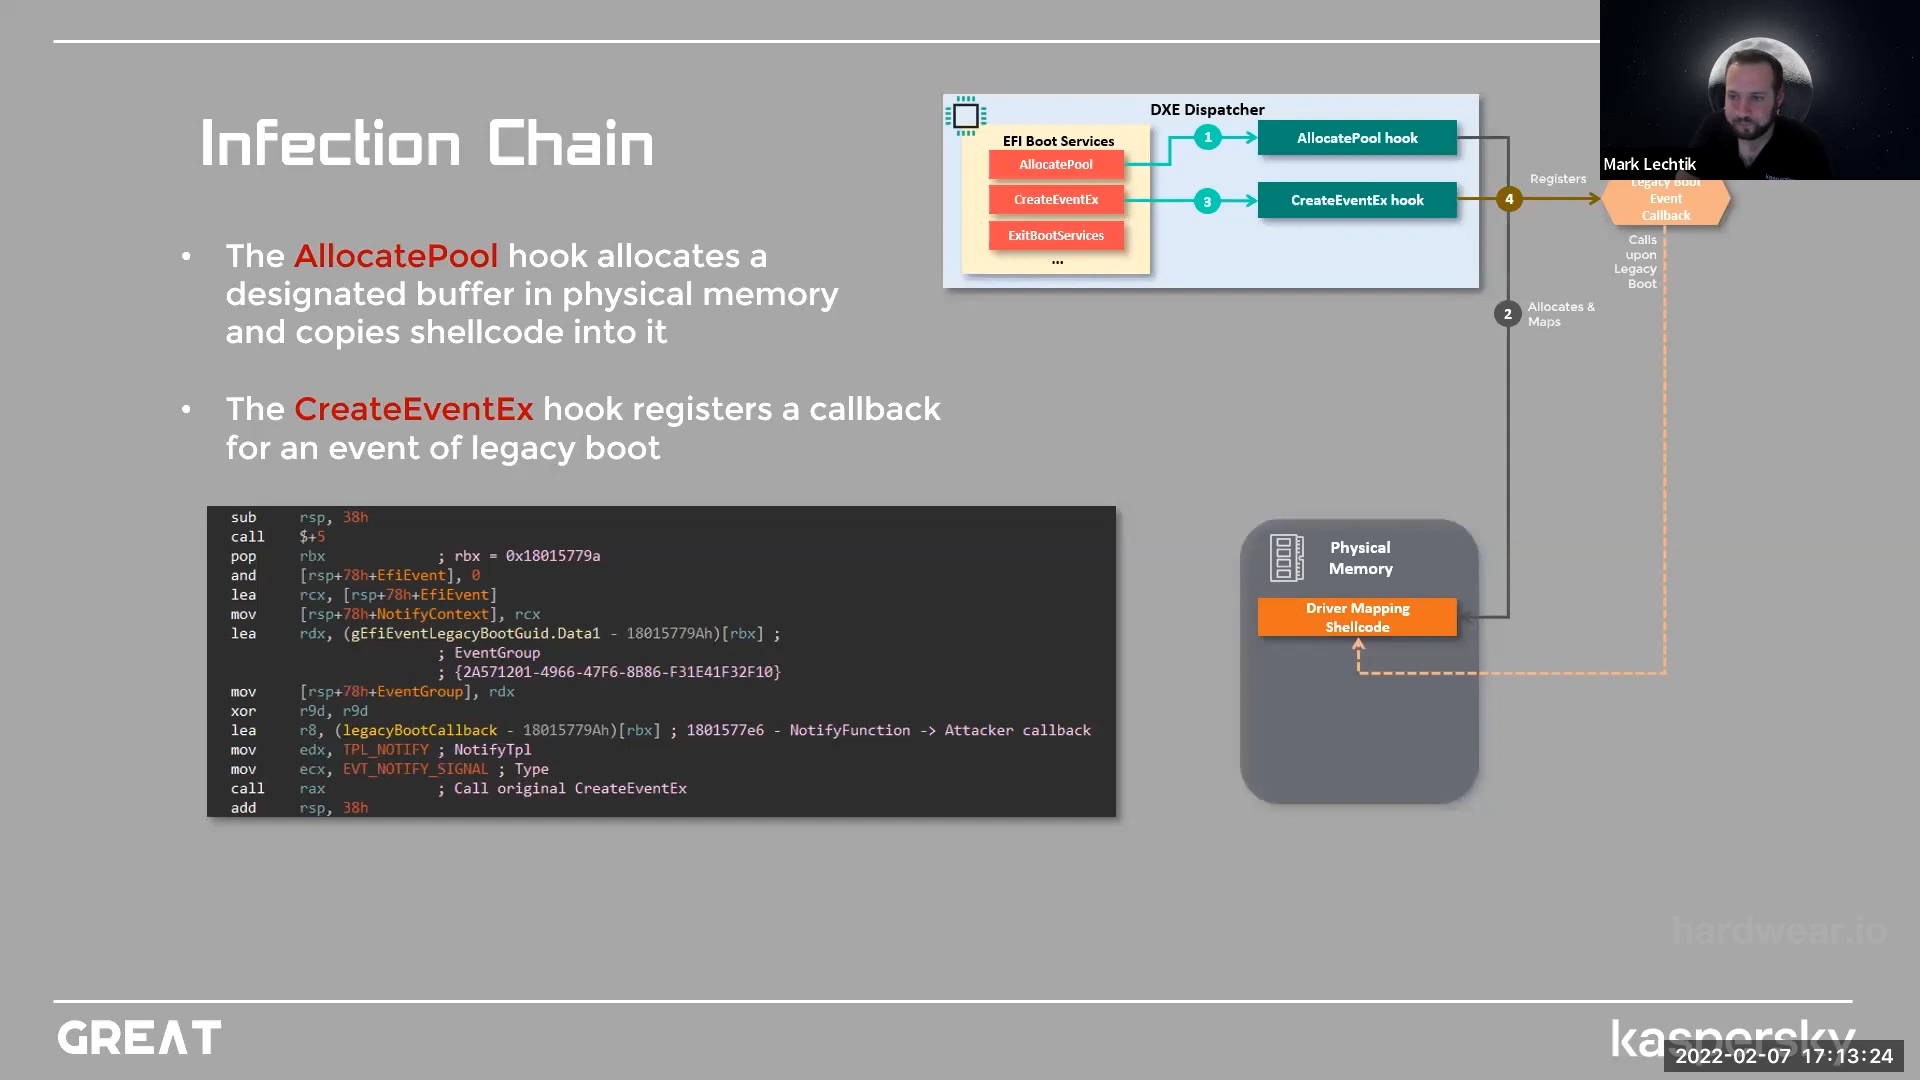 Infection Chain
• The AllocatePool hook allocates a
designated buffer in physical memory
and copies shellcode into it
• The CreateEventEx hook registers a callback
for an event of legacy boot
sub rsp, 38h
call $+5
pop rbx ; rbx = 0x18015779a
and [rsp+78h+EfiEvent], 0
lea rcx, [rsp+78h+EfiEvent]
mov [rsp+78h+NotifyContext], rcx
lea rdx, (gEfiEventLegacyBootGuid.Data1 - 18015779Ah)[rbx] ;
; EventGroup
; {2A571201-4966-47F6-8B86-F31E41F32F10}
mov [rsp+78h+EventGroup], rdx
xor r9d, r9d
lea r8, (legacyBootCallback - 18015779Ah)[rbx] ; 1801577e6 - NotifyFunction -> Attacker callback
mov edx, TPL_NOTIFY ; NotifyTpl
mov ecx, EVT_NOTIFY_SIGNAL ; Type
call rax ; Call original CreateEventEx
add rsp, 38h
DXE Dispatcher
EFI Boot Services
AllocatePool
CreateEventEx
ExitBootServices
...
1
AllocatePool hook
3
CreateEventEx hook
4
Registers
Legacy Boot
Event
Callback
Calls
upon
Legacy
Boot
2
Allocates &
Maps
Physical
Memory
Driver Mapping
Shellcode
Mark Lechtik
hardwear.io
GREAT
kaspersky
2022-02-07 17:13:24